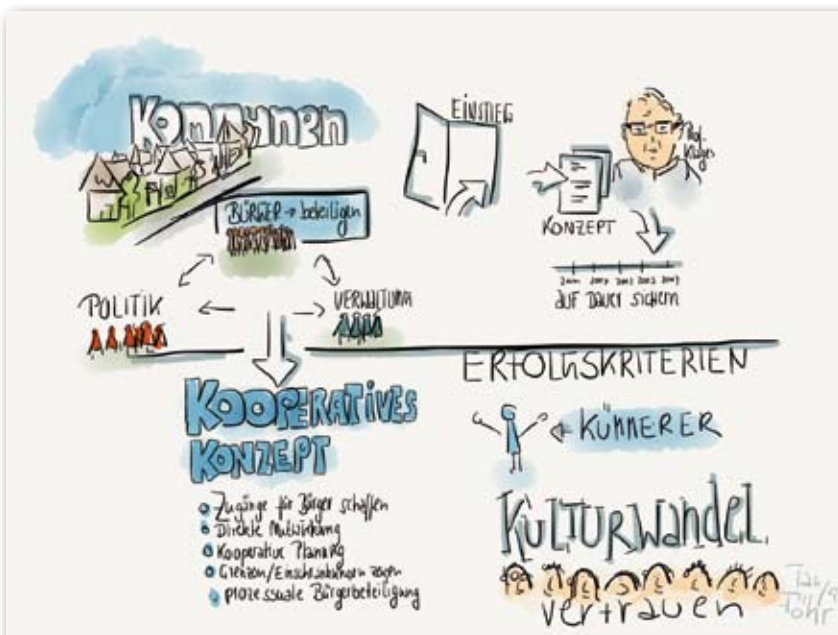 Kommunen
BÜRGER → beteiligen
POLITIK
VERWALTUNG
KOOPERATIVES
KONZEPT
Zugänge für Bürger schaffen
Direkte Mitwirkung
Kooperative Planung
Grenzen/Einschränkungen zeigen
prozessuale Bürgerbeteiligung
EINSTIEG
KONZEPT
Prof.
auf Dauer sichern
ERFOLGSKRITERIEN
KÜMMERER
KULTURWANDEL
Vertrauen